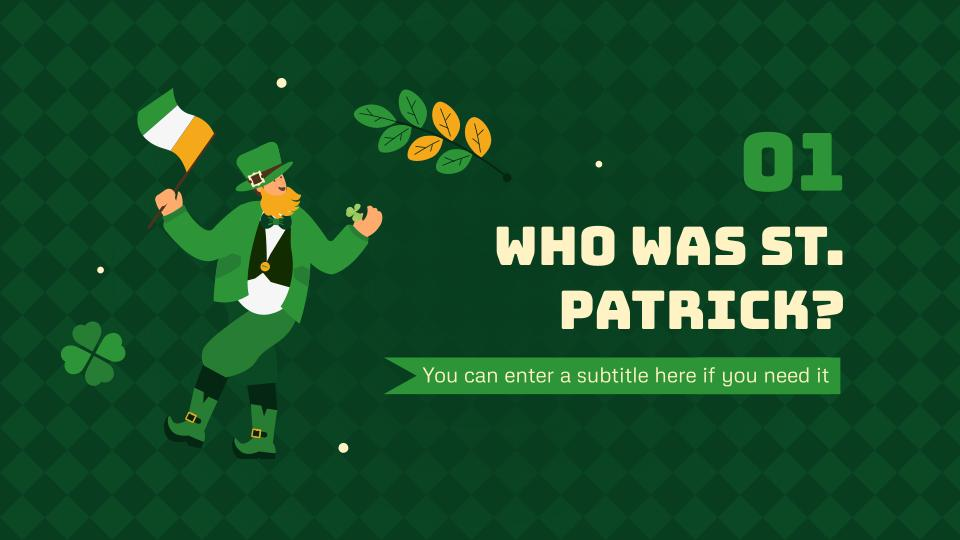 01
WHO WAS ST.
PATRICK?
You can enter a subtitle here if you need it